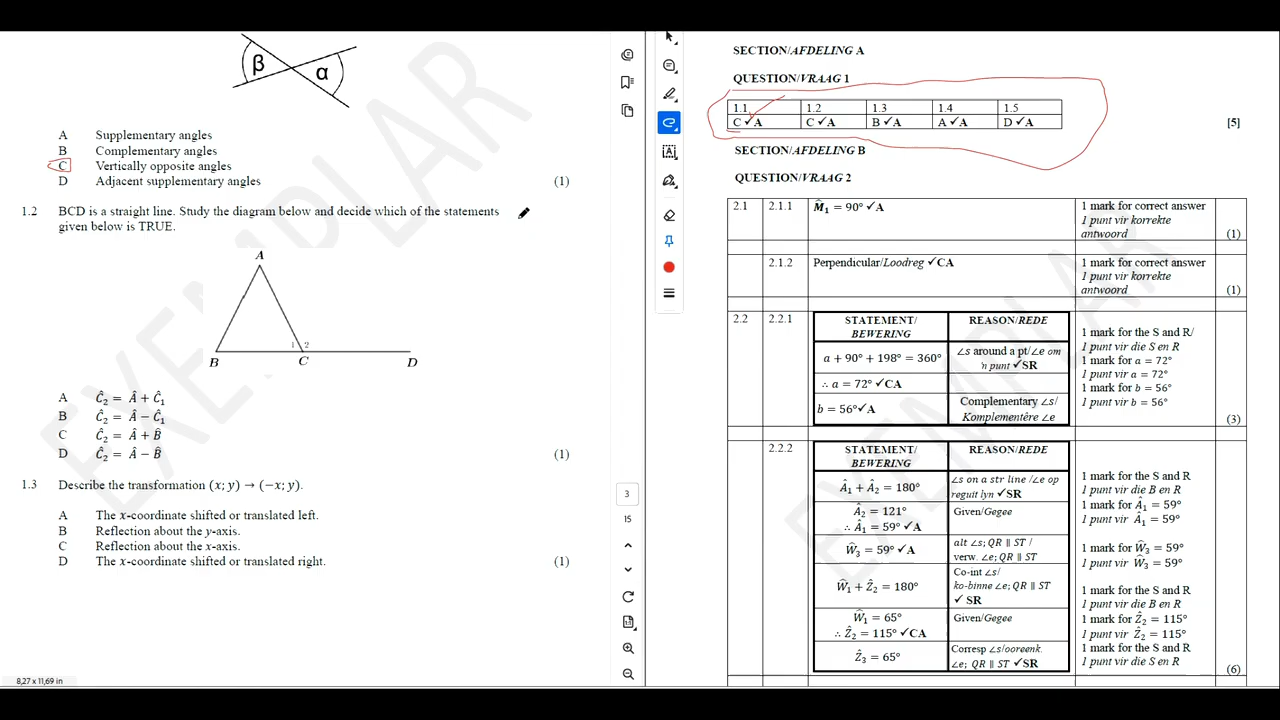 β
α
A Supplementary angles
B Complementary angles
C Vertically opposite angles
D Adjacent supplementary angles (1)
1.2 BCD is a straight line. Study the diagram below and decide which of the statements
given below is TRUE.
A
1 2
B C D
A Ĉ₂ = Â + Ĉ₁
B Ĉ₂ = Â − Ĉ₁
C Ĉ₂ = Â + B̂
D Ĉ₂ = Â − B̂ (1)
1.3 Describe the transformation (x; y) → (−x; y).
A The x-coordinate shifted or translated left.
B Reflection about the y-axis.
C Reflection about the x-axis.
D The x-coordinate shifted or translated right. (1)
EXEMPLAR
8,27 x 11,69 in
3
15
SECTION/AFDELING A
QUESTION/VRAAG 1
1.1 1.2 1.3 1.4 1.5
C ✓A C ✓A B ✓A A ✓A D ✓A [5]
SECTION/AFDELING B
QUESTION/VRAAG 2
2.1 2.1.1 M̂₁ = 90° ✓A 1 mark for correct answer
1 punt vir korrekte
antwoord (1)
2.1.2 Perpendicular/Loodreg ✓CA 1 mark for correct answer
1 punt vir korrekte
antwoord (1)
2.2 2.2.1 STATEMENT/ REASON/REDE
BEWERING
1 mark for the S and R/
1 punt vir die S en R
a + 90° + 198° = 360° ∠s around a pt/∠e om
'n punt ✓SR
1 mark for a = 72°
1 punt vir a = 72°
∴ a = 72° ✓CA
1 mark for b = 56°
1 punt vir b = 56°
b = 56°✓A Complementary ∠s/
Komplementêre ∠e
(3)
2.2.2 STATEMENT/ REASON/REDE
BEWERING
Â₁ + Â₂ = 180° ∠s on a str line /∠e op
reguit lyn ✓SR
1 mark for the S and R
1 punt vir die B en R
Â₂ = 121° Given/Gegee
∴ Â₁ = 59° ✓A
1 mark for Â₁ = 59°
1 punt vir Â₁ = 59°
Ŵ₃ = 59° ✓A alt ∠s; QR ∥ ST /
verw. ∠e; QR ∥ ST
1 mark for Ŵ₃ = 59°
1 punt vir Ŵ₃ = 59°
Ŵ₁ + Ẑ₂ = 180° Co-int ∠s/
ko-binne ∠e; QR ∥ ST
✓ SR
1 mark for the S and R
1 punt vir die B en R
Ŵ₁ = 65° Given/Gegee
∴ Ẑ₂ = 115° ✓CA
1 mark for Ẑ₂ = 115°
1 punt vir Ẑ₂ = 115°
Ẑ₃ = 65° Corresp ∠s/ooreenk.
∠e; QR ∥ ST ✓SR
1 mark for the S and R
1 punt vir die S en R
(6)
EXEMPLAR